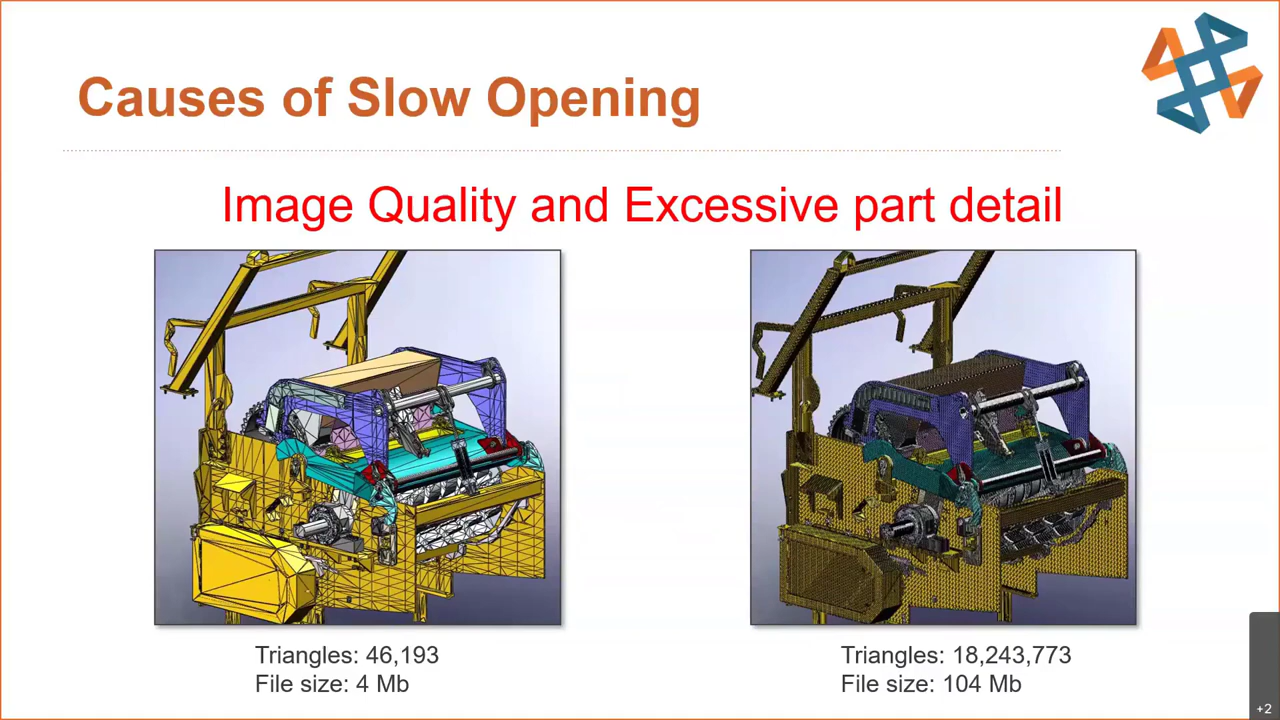 Causes of Slow Opening
Image Quality and Excessive part detail
Triangles: 46,193
File size: 4 Mb
Triangles: 18,243,773
File size: 104 Mb
+2